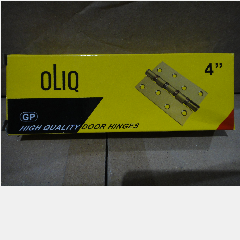 OLIQ
4"
GP
HIGH QUALITY DOOR HINGES